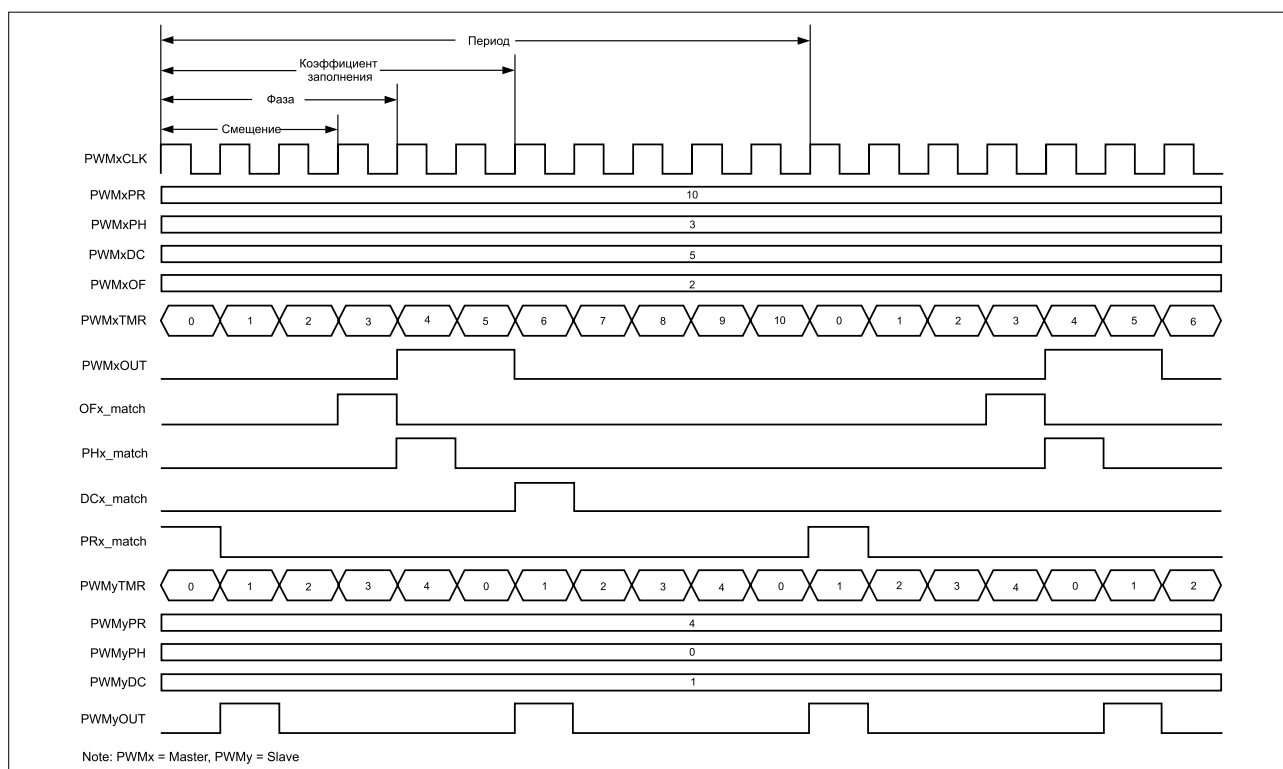 Период
Коэффициент
заполнения
Фаза
Смещение
PWMxCLK
PWMxPR 10
PWMxPH 3
PWMxDC 5
PWMxOF 2
PWMxTMR 0 1 2 3 4 5 6 7 8 9 10 0 1 2 3 4 5 6
PWMxOUT
OFx_match
PHx_match
DCx_match
PRx_match
PWMyTMR 0 1 2 3 4 0 1 2 3 4 0 1 2 3 4 0 1 2
PWMyPR 4
PWMyPH 0
PWMyDC 1
PWMyOUT
Note: PWMx = Master, PWMy = Slave